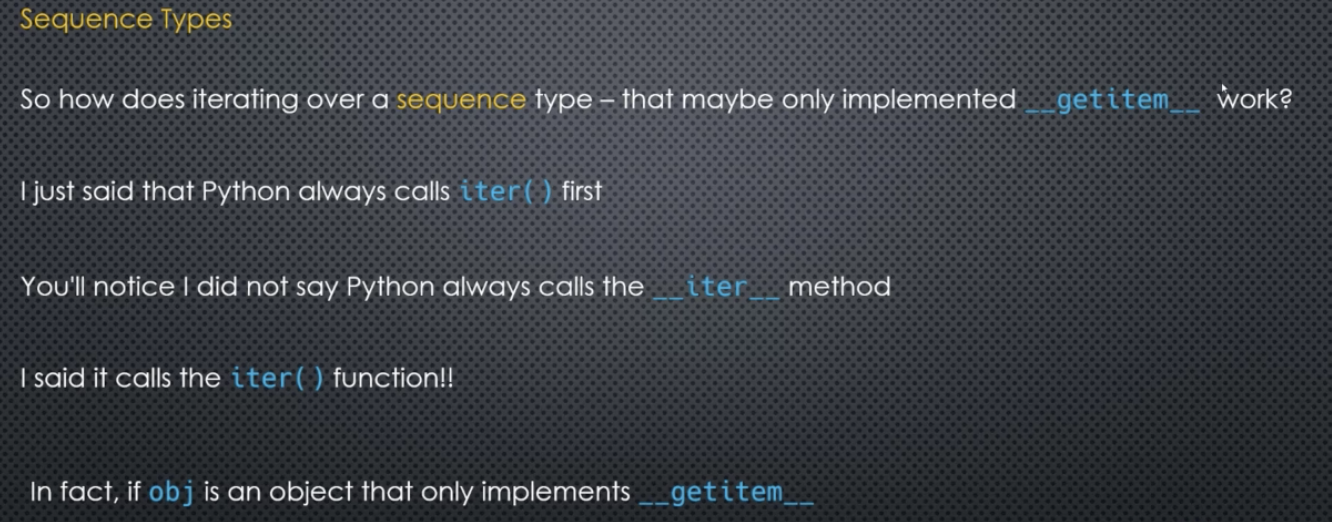 Sequence Types
So how does iterating over a sequence type – that maybe only implemented __getitem__ work?
I just said that Python always calls iter() first
You'll notice I did not say Python always calls the __iter__ method
I said it calls the iter() function!!
In fact, if obj is an object that only implements __getitem__